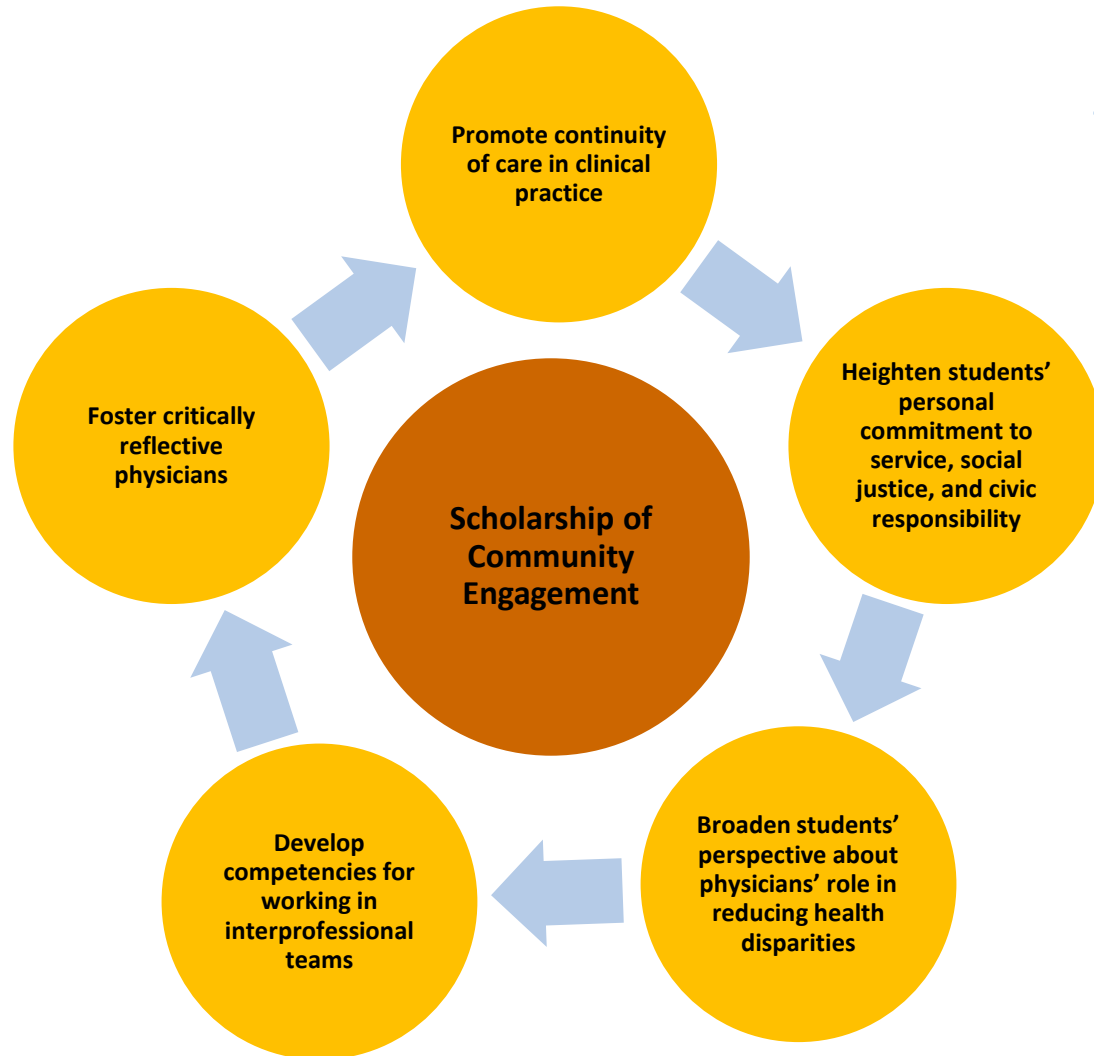 Promote continuity
of care in clinical
practice
Heighten students’
personal
commitment to
service, social
justice, and civic
responsibility
Broaden students’
perspective about
physicians’ role in
reducing health
disparities
Develop
competencies for
working in
interprofessional
teams
Foster critically
reflective
physicians
Scholarship of
Community
Engagement